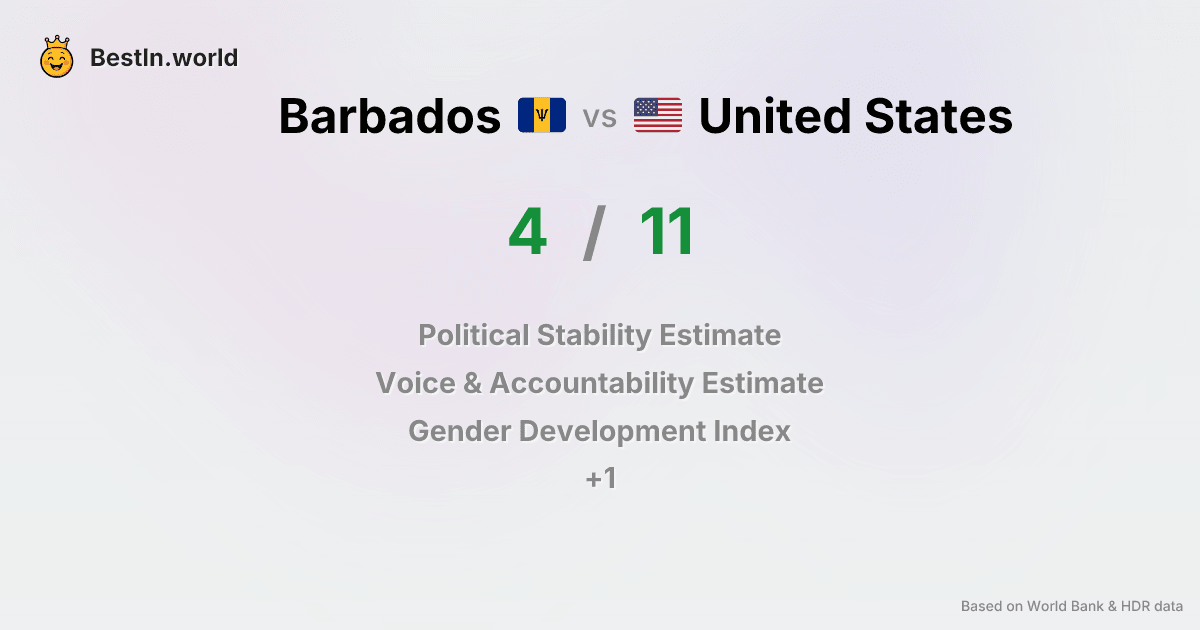 BestIn.world
Barbados vs United States
4 / 11
Political Stability Estimate
Voice & Accountability Estimate
Gender Development Index
+1
Based on World Bank & HDR data